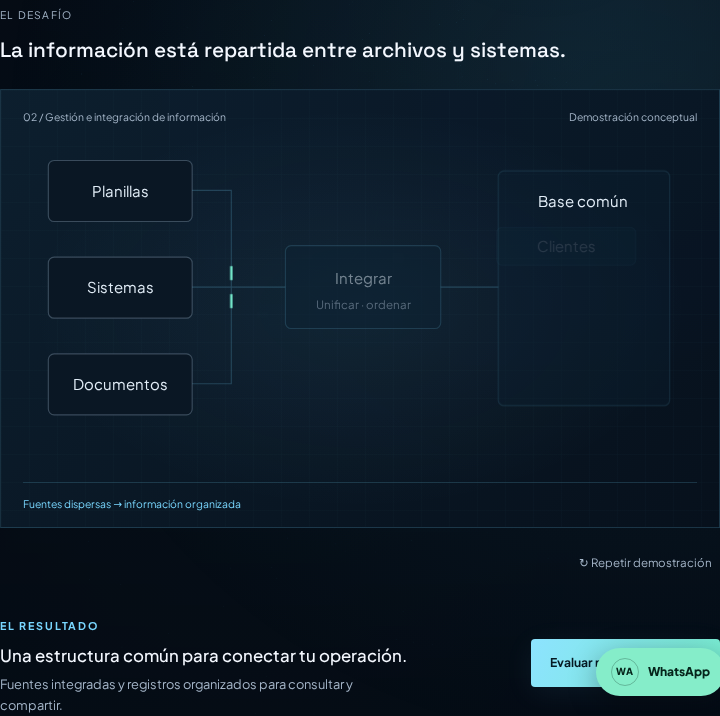 EL DESAFÍO
La información está repartida entre archivos y sistemas.
02 / Gestión e integración de información
Demostración conceptual
Planillas
Sistemas
Documentos
Integrar
Unificar · ordenar
Base común
Clientes
Fuentes dispersas → información organizada
↻ Repetir demostración
EL RESULTADO
Una estructura común para conectar tu operación.
Fuentes integradas y registros organizados para consultar y
compartir.
Evaluar
WA WhatsApp